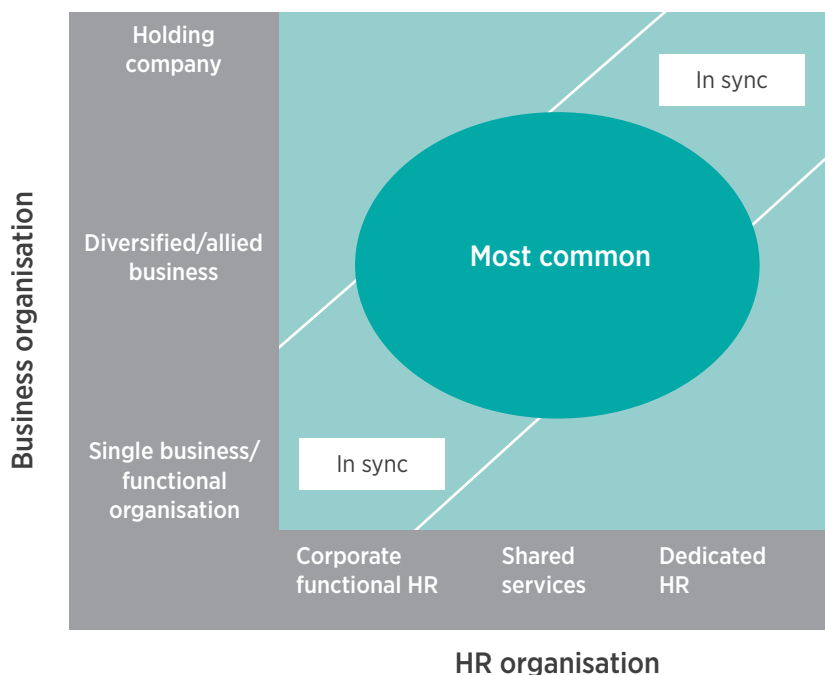 Business organisation
Holding
company
In sync
Diversified/allied
business
Most common
Single business/
functional
organisation
In sync
Corporate
functional HR
Shared
services
Dedicated
HR
HR organisation